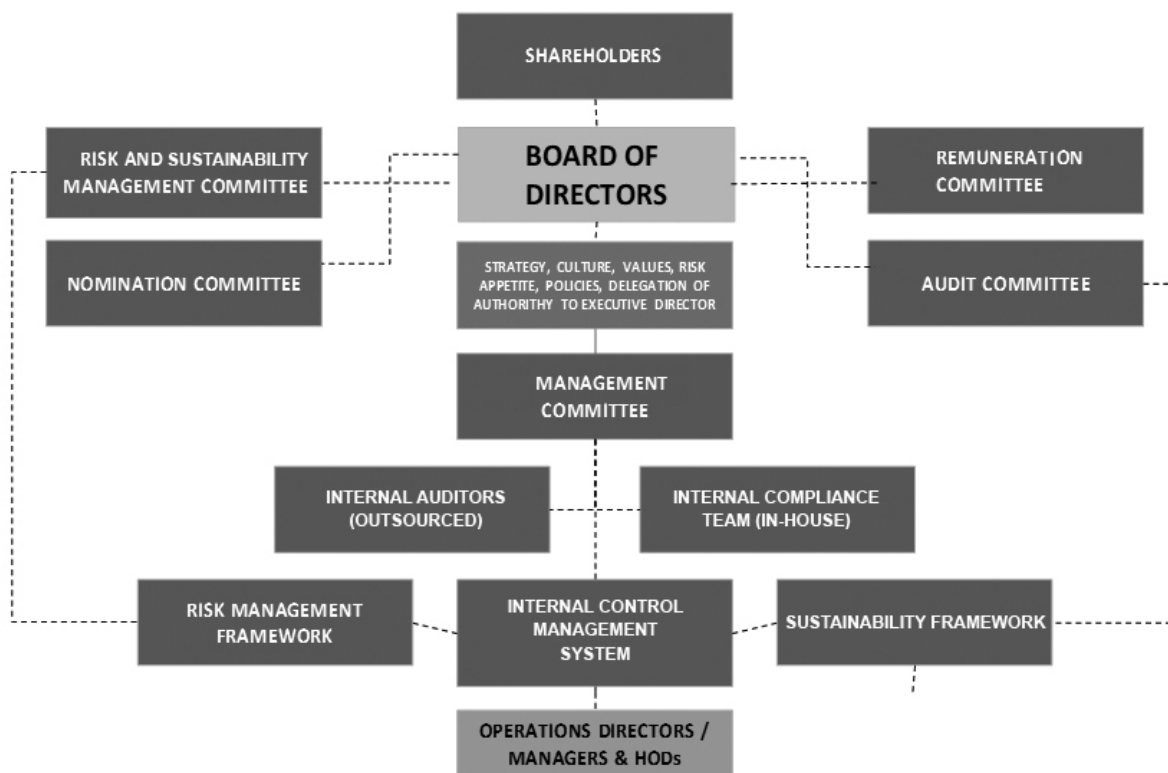 SHAREHOLDERS
RISK AND SUSTAINABILITY
MANAGEMENT COMMITTEE
BOARD OF
DIRECTORS
REMUNERATION
COMMITTEE
NOMINATION COMMITTEE
STRATEGY, CULTURE, VALUES, RISK
APPETITE, POLICIES, DELEGATION OF
AUTHORITHY TO EXECUTIVE DIRECTOR
AUDIT COMMITTEE
MANAGEMENT
COMMITTEE
INTERNAL AUDITORS
(OUTSOURCED)
INTERNAL COMPLIANCE
TEAM (IN-HOUSE)
RISK MANAGEMENT
FRAMEWORK
INTERNAL CONTROL
MANAGEMENT
SYSTEM
SUSTAINABILITY FRAMEWORK
OPERATIONS DIRECTORS /
MANAGERS & HODs